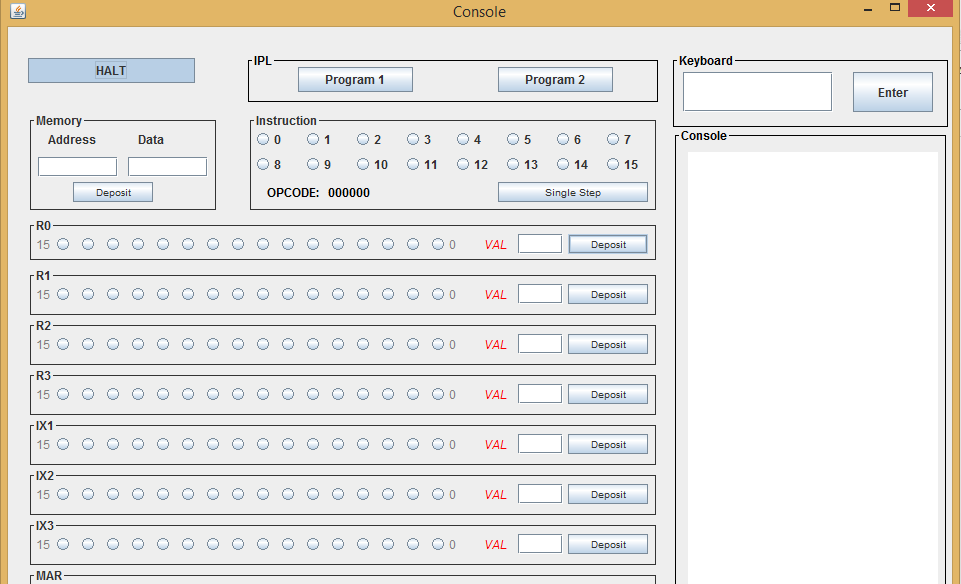 Console
HALT
IPL
Program 1 Program 2
Keyboard
Enter
Memory
Address Data
Deposit
Instruction
0 1 2 3 4 5 6 7
8 9 10 11 12 13 14 15
OPCODE: 000000 Single Step
Console
R0
15 0 VAL Deposit
R1
15 0 VAL Deposit
R2
15 0 VAL Deposit
R3
15 0 VAL Deposit
IX1
15 0 VAL Deposit
IX2
15 0 VAL Deposit
IX3
15 0 VAL Deposit
MAR